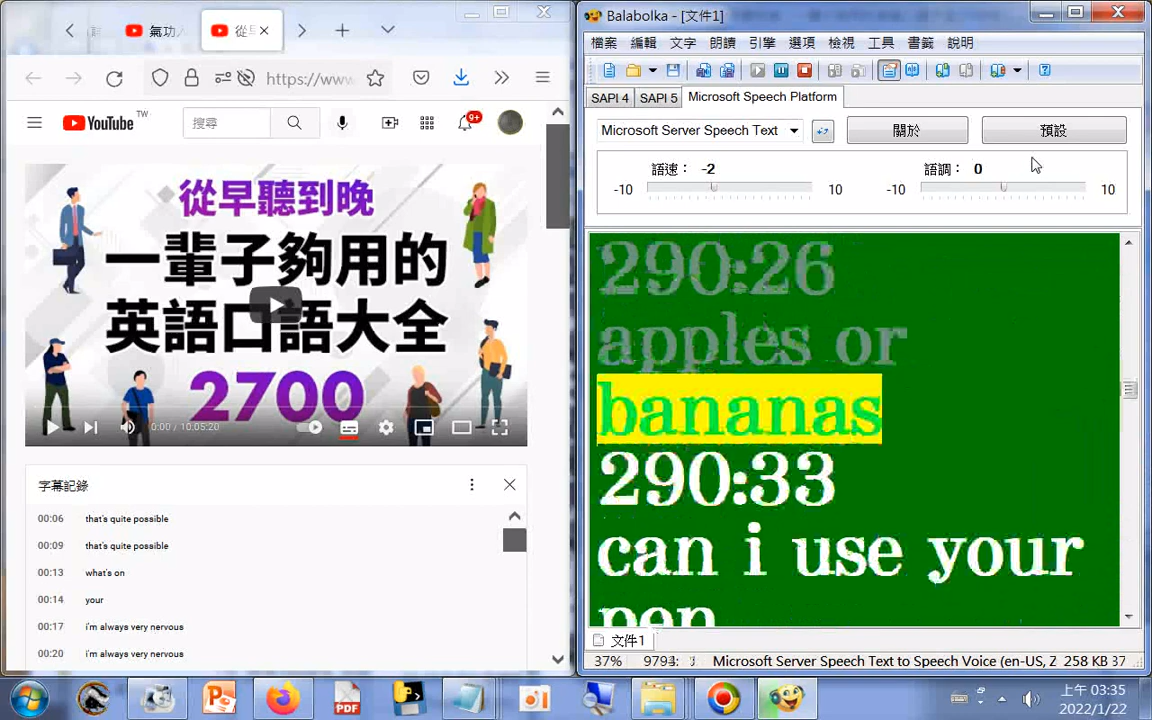 氣功
從
https://www.
YouTube TW
搜尋
9+
從早聽到晚
一輩子夠用的
英語口語大全
2700
0:00 / 10:05:20
字幕記錄
00:06 that's quite possible
00:09 that's quite possible
00:13 what's on
00:14 your
00:17 i'm always very nervous
00:20 i'm always very nervous
Balabolka - [文件1]
檔案 編輯 文字 朗讀 引擎 選項 檢視 工具 書籤 說明
SAPI 4 SAPI 5 Microsoft Speech Platform
Microsoft Server Speech Text 關於 預設
語速： -2 語調： 0
-10 10 -10 10
290:26
apples or
bananas
290:33
can i use your
pen
文件1
37% Microsoft Server Speech Text to Speech Voice (en-US, Z 258 KB 37
PDF
上午 03:35
2022/1/22